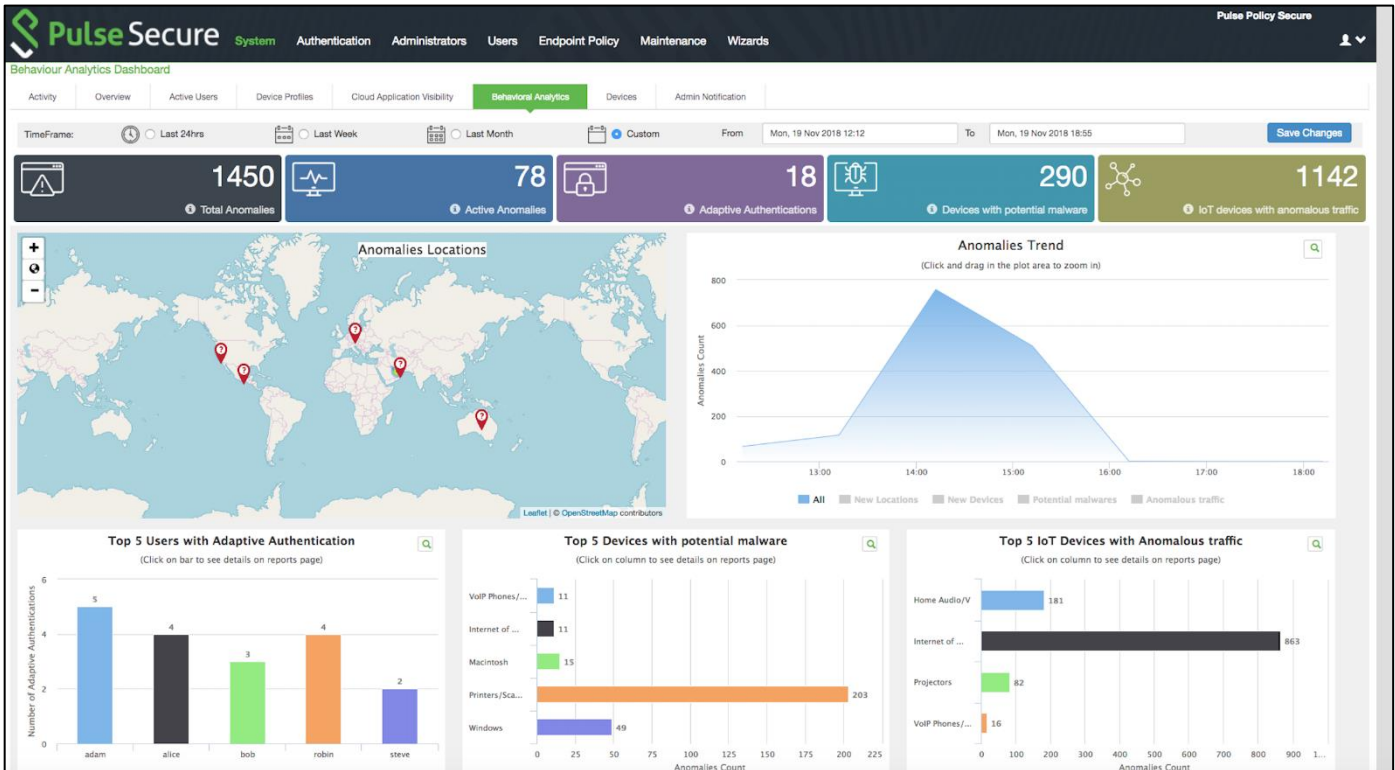 Pulse Secure System Authentication Administrators Users Endpoint Policy Maintenance Wizards Pulse Policy Secure
Behaviour Analytics Dashboard
Activity Overview Active Users Device Profiles Cloud Application Visibility Behavioral Analytics Devices Admin Notification
TimeFrame: Last 24hrs Last Week Last Month Custom From Mon, 19 Nov 2018 12:12 To Mon, 19 Nov 2018 18:55 Save Changes
1450
Total Anomalies
78
Active Anomalies
18
Adaptive Authentications
290
Devices with potential malware
1142
IoT devices with anomalous traffic
+
−
Anomalies Locations
?
?
?
?
?
Leaflet | © OpenStreetMap contributors
Anomalies Trend
(Click and drag in the plot area to zoom in)
Anomalies Count
800
600
400
200
0
13:00 14:00 15:00 16:00 17:00 18:00
All New Locations New Devices Potential malwares Anomalous traffic
Top 5 Users with Adaptive Authentication
(Click on bar to see details on reports page)
Number of Adaptive Authentications
6
4
2
0
5 4 3 4 2
adam alice bob robin steve
Top 5 Devices with potential malware
(Click on column to see details on reports page)
VoIP Phones/... 11
Internet of ... 11
Macintosh 15
Printers/Sca... 203
Windows 49
0 25 50 75 100 125 150 175 200 225
Anomalies Count
Top 5 IoT Devices with Anomalous traffic
(Click on column to see details on reports page)
Home Audio/V 181
Internet of ... 863
Projectors 82
VoIP Phones/... 16
0 100 200 300 400 500 600 700 800 900 1...
Anomalies Count